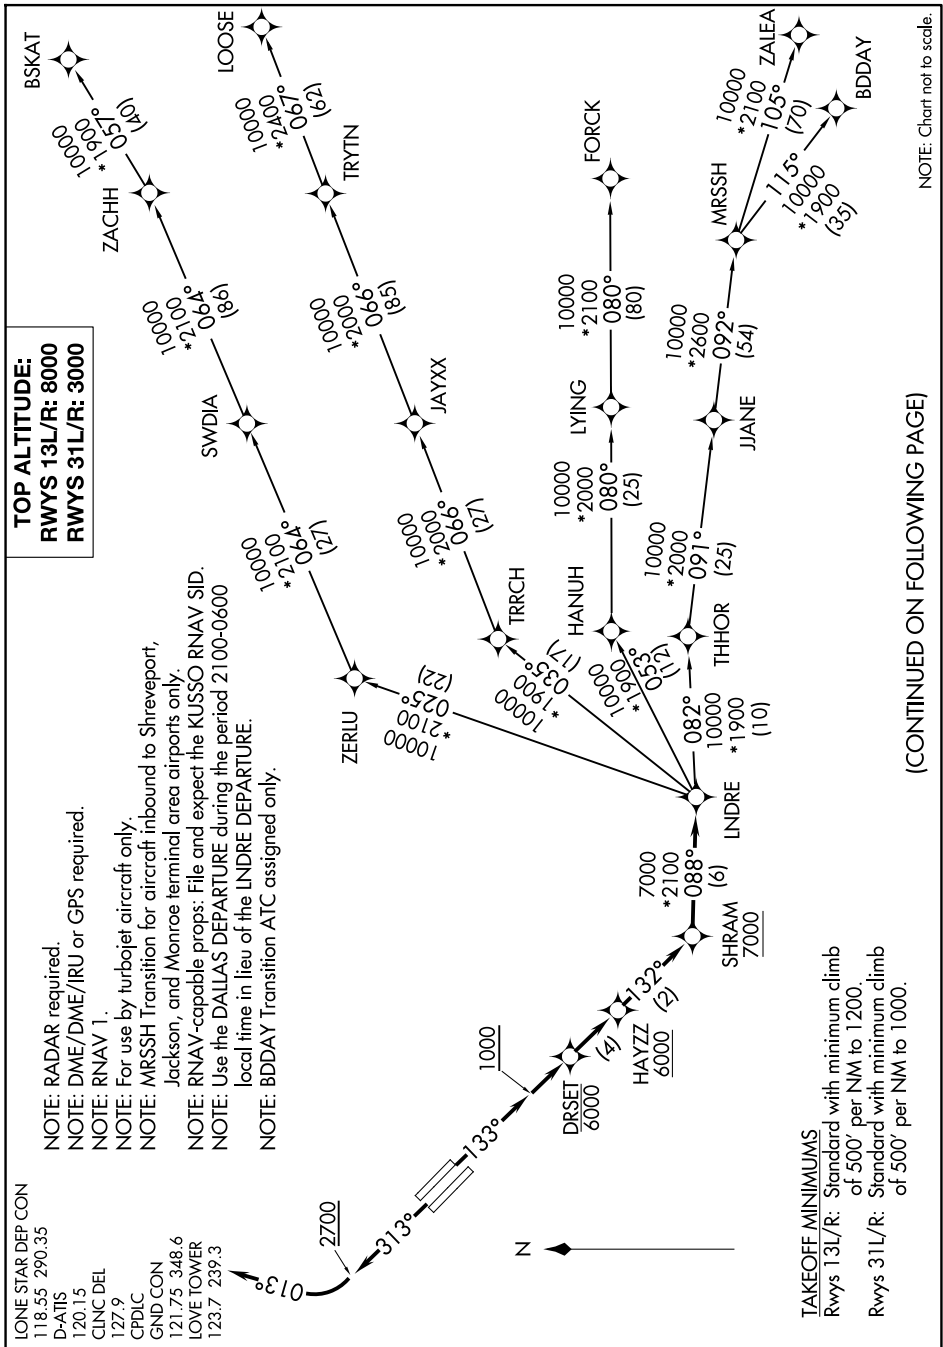 LONE STAR DEP CON
118.55 290.35
D-ATIS
120.15
CLNC DEL
127.9
CPDLC
GND CON
121.75 348.6
LOVE TOWER
123.7 239.3
NOTE: RADAR required.
NOTE: DME/DME/IRU or GPS required.
NOTE: RNAV 1.
NOTE: For use by turbojet aircraft only.
NOTE: MRSSH Transition for aircraft inbound to Shreveport,
Jackson, and Monroe terminal area airports only.
NOTE: RNAV-capable props: File and expect the KUSSO RNAV SID.
NOTE: Use the DALLAS DEPARTURE during the period 2100-0600
local time in lieu of the LNDRE DEPARTURE.
NOTE: BDDAY Transition ATC assigned only.
TOP ALTITUDE:
RWYS 13L/R: 8000
RWYS 31L/R: 3000
BSKAT
10000
*1900
057°
(40)
ZACHH
10000
*2100
064°
(86)
SWDIA
10000
*2100
064°
(27)
ZERLU
10000
*2100
025°
(22)
LOOSE
10000
*2400
067°
(62)
TRYTN
10000
*2000
066°
(85)
JAYXX
10000
*2000
066°
(27)
TRRCH
10000
*1900
035°
(17)
FORCK
10000
*2100
080°
(80)
LYING
10000
*2000
080°
(25)
HANUH
10000
*1900
053°
(12)
ZALEA
10000
*2100
105°
(70)
BDDAY
115°
10000
*1900
(35)
MRSSH
10000
*2600
092°
(54)
JJANE
10000
*2000
091°
(25)
THHOR
082°
10000
*1900
(10)
LNDRE
7000
*2100
088°
(6)
SHRAM
7000
132°
(2)
HAYZZ
6000
(4)
DRSET
6000
1000
133°
313°
2700
013°
N
TAKEOFF MINIMUMS
Rwys 13L/R: Standard with minimum climb
of 500' per NM to 1200.
Rwys 31L/R: Standard with minimum climb
of 500' per NM to 1000.
(CONTINUED ON FOLLOWING PAGE)
NOTE: Chart not to scale.